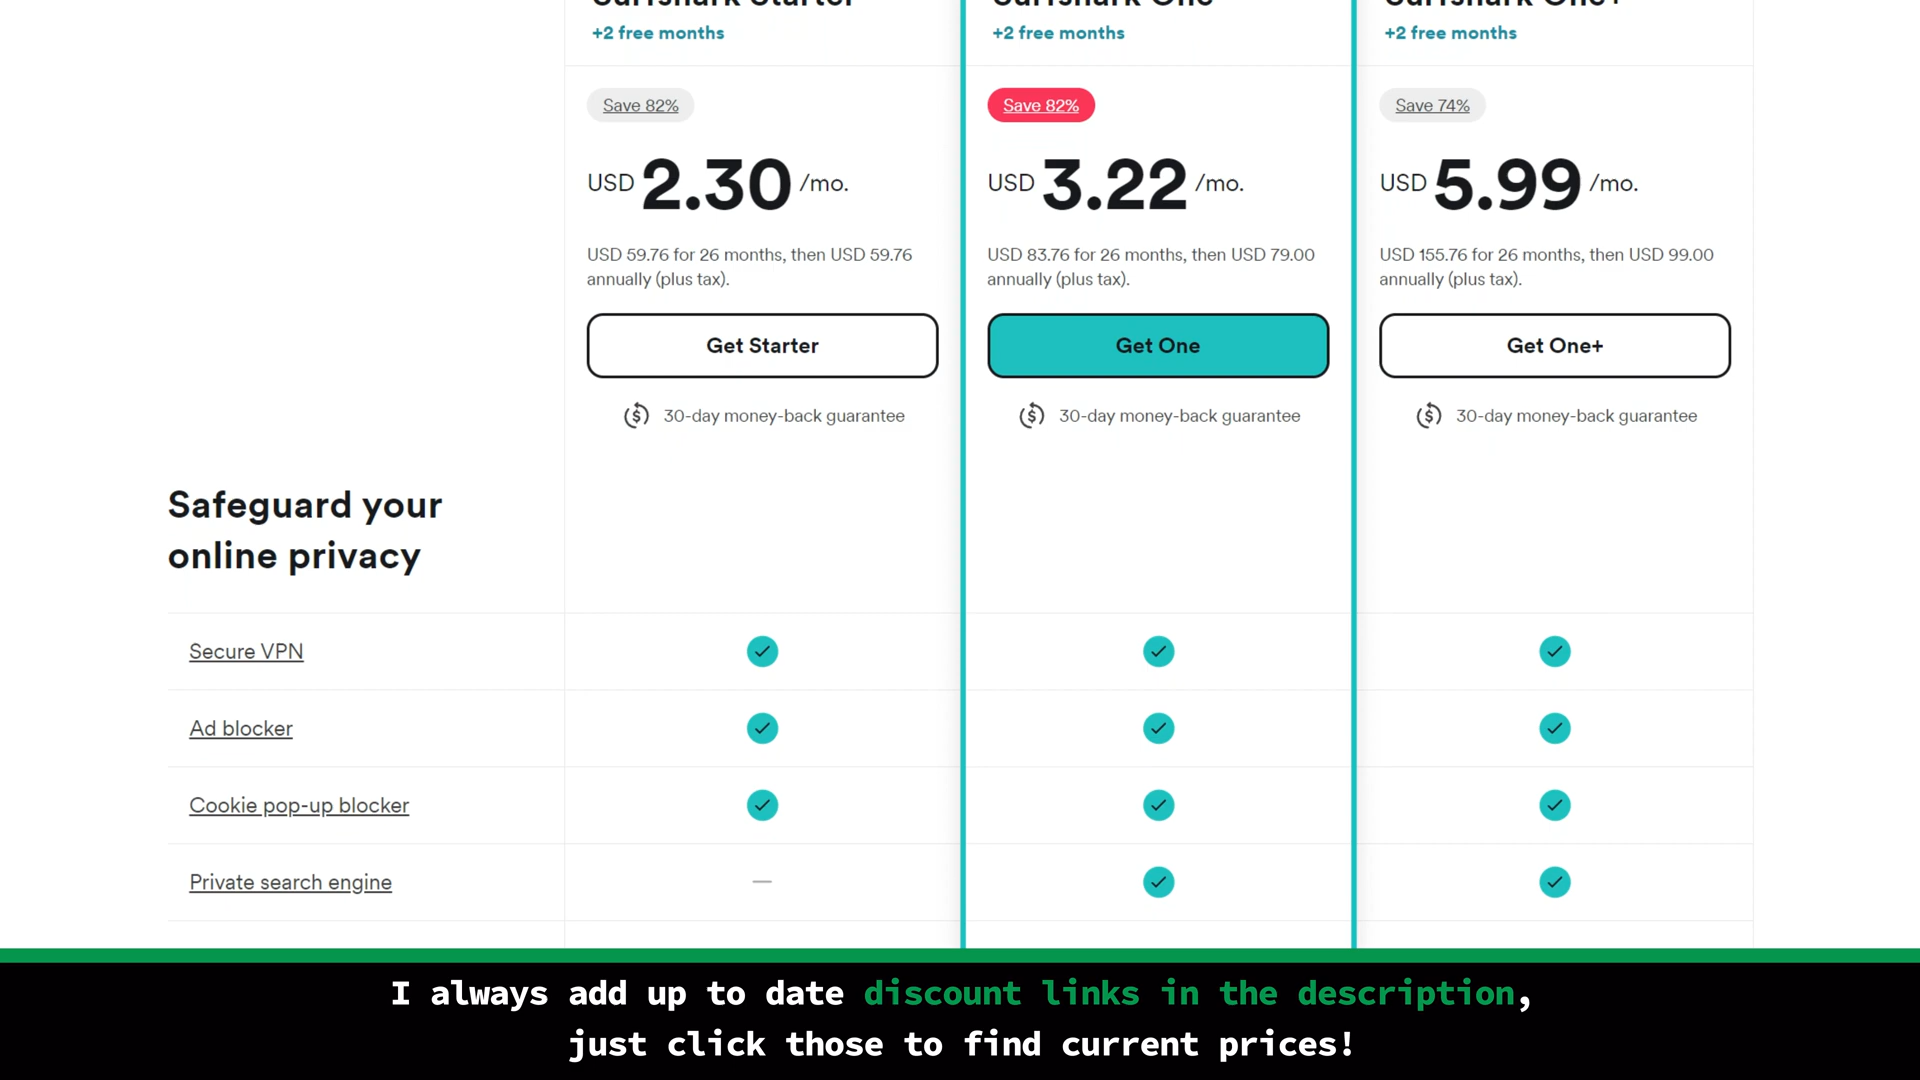 Surfshark Starter
Surfshark One
Surfshark One+
+2 free months
+2 free months
+2 free months
Save 82%
Save 82%
Save 74%
USD 2.30 /mo.
USD 3.22 /mo.
USD 5.99 /mo.
USD 59.76 for 26 months, then USD 59.76
annually (plus tax).
USD 83.76 for 26 months, then USD 79.00
annually (plus tax).
USD 155.76 for 26 months, then USD 99.00
annually (plus tax).
Get Starter
Get One
Get One+
30-day money-back guarantee
30-day money-back guarantee
30-day money-back guarantee
Safeguard your
online privacy
Secure VPN
Ad blocker
Cookie pop-up blocker
Private search engine
I always add up to date discount links in the description,
just click those to find current prices!